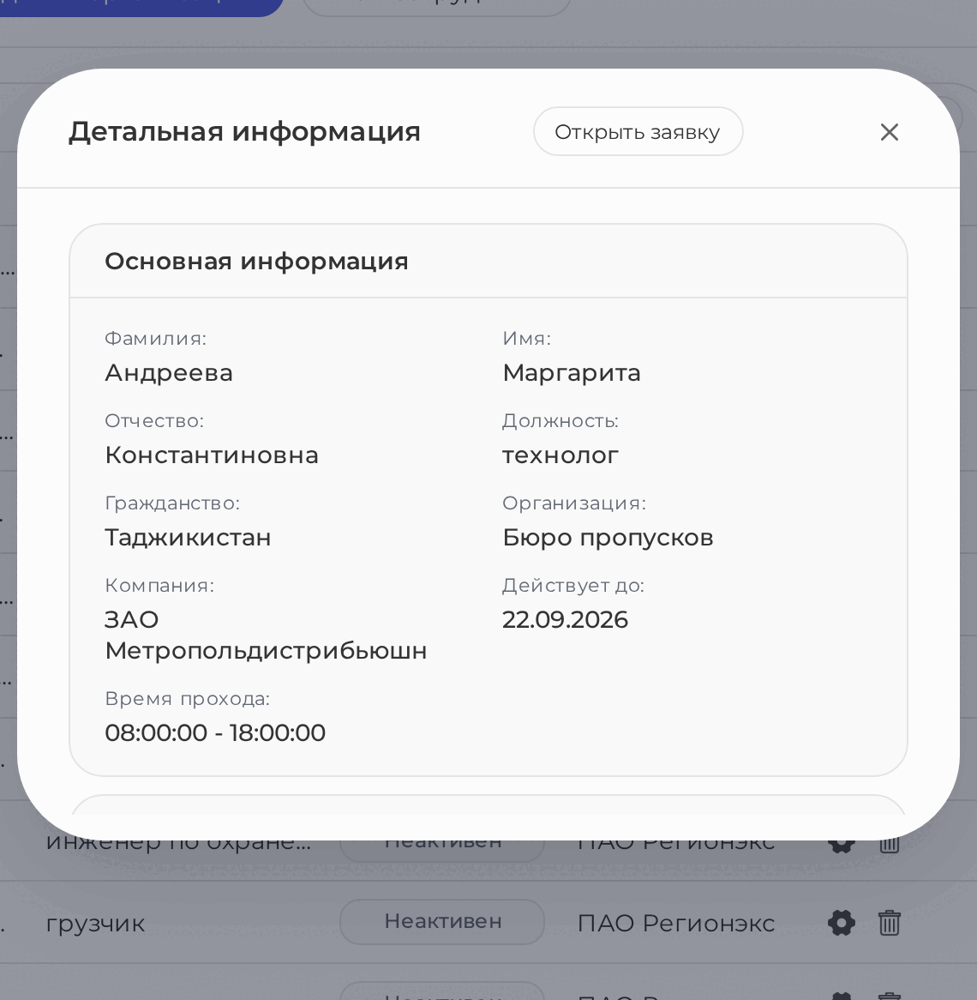 Детальная информация
Открыть заявку
Основная информация
Фамилия:
Андреева
Имя:
Маргарита
Отчество:
Константиновна
Должность:
технолог
Гражданство:
Таджикистан
Организация:
Бюро пропусков
Компания:
ЗАО
Метропольдистрибьюшн
Действует до:
22.09.2026
Время прохода:
08:00:00 - 18:00:00
инженер по охране... Неактивен ПАО Регионэкс
грузчик Неактивен ПАО Регионэкс
Неактивен